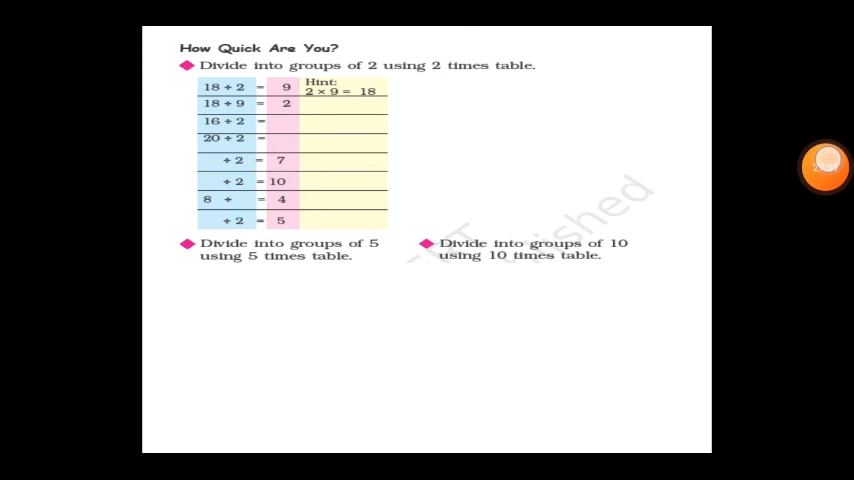 How Quick Are You?
Divide into groups of 2 using 2 times table.
18 ÷ 2 = 9 Hint:
2 × 9 = 18
18 ÷ 9 = 2
16 ÷ 2 =
20 ÷ 2 =
÷ 2 = 7
÷ 2 = 10
8 ÷ = 4
÷ 2 = 5
Divide into groups of 5
using 5 times table.
Divide into groups of 10
using 10 times table.